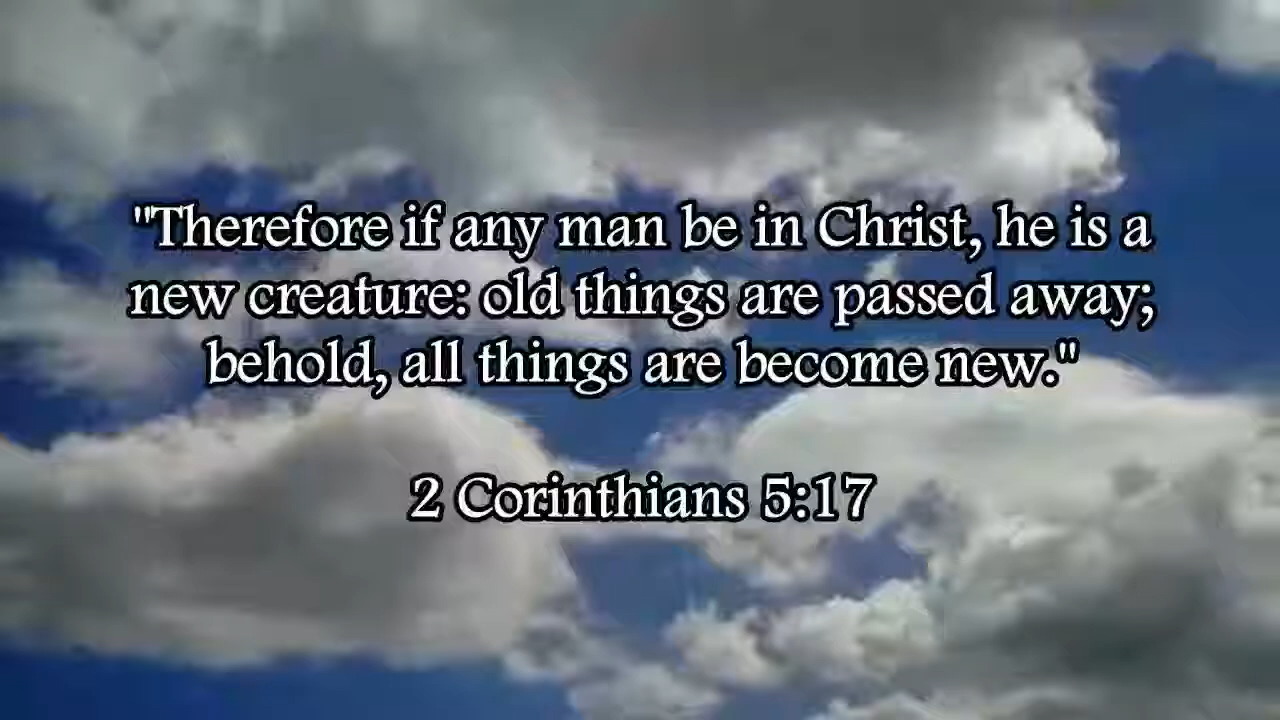 "Therefore if any man be in Christ, he is a
new creature: old things are passed away;
behold, all things are become new."
2 Corinthians 5:17